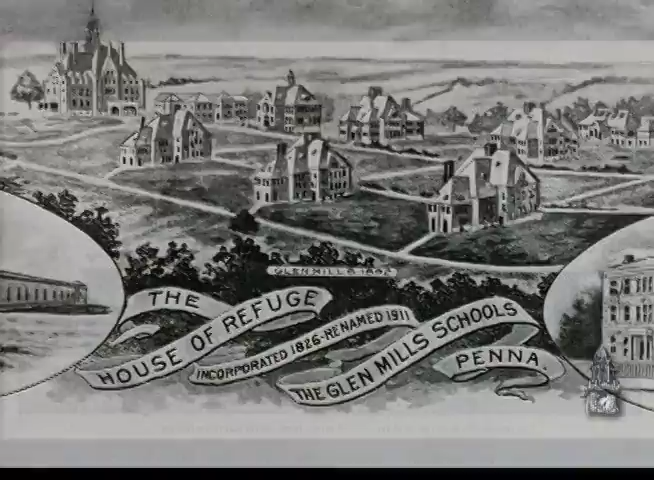 GLEN MILLS 1892
THE
HOUSE OF REFUGE
INCORPORATED 1826-RENAMED 1911
THE GLEN MILLS SCHOOLS
PENNA.